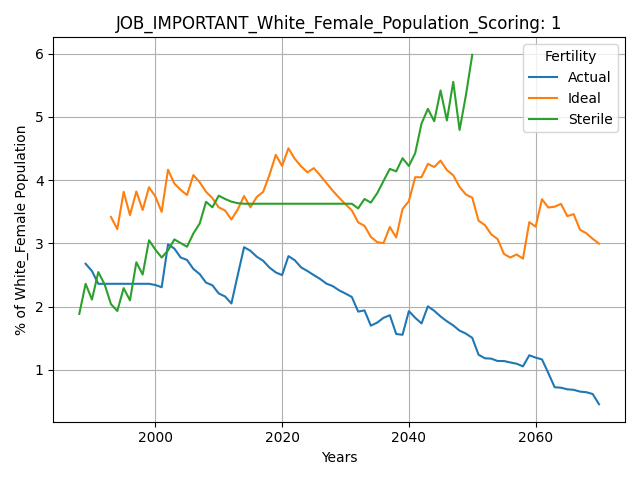 JOB_IMPORTANT_White_Female_Population_Scoring: 1
Fertility
Actual
Ideal
Sterile
% of White_Female Population
6
5
4
3
2
1
2000 2020 2040 2060
Years